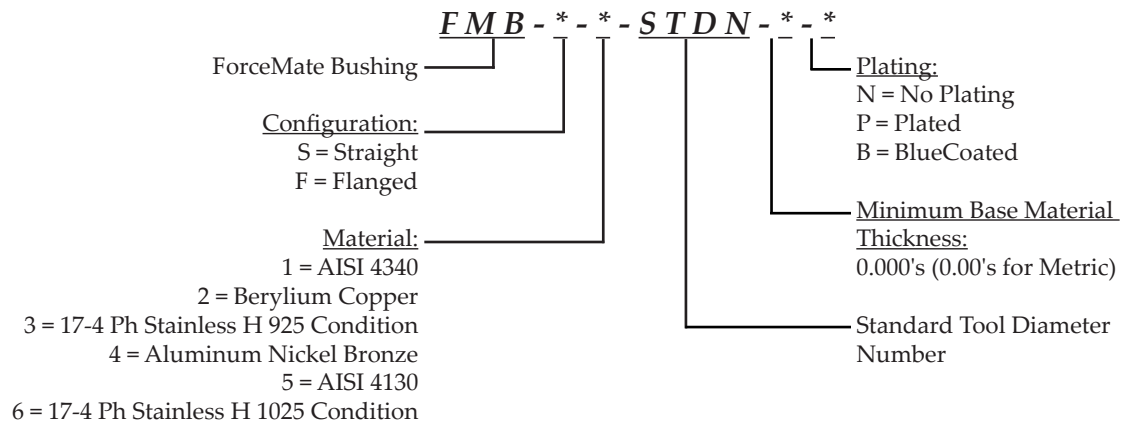 F M B - * - * - S T D N - * - *
ForceMate Bushing
Configuration:
S = Straight
F = Flanged
Material:
1 = AISI 4340
2 = Berylium Copper
3 = 17-4 Ph Stainless H 925 Condition
4 = Aluminum Nickel Bronze
5 = AISI 4130
6 = 17-4 Ph Stainless H 1025 Condition
Plating:
N = No Plating
P = Plated
B = BlueCoated
Minimum Base Material
Thickness:
0.000's (0.00's for Metric)
Standard Tool Diameter
Number